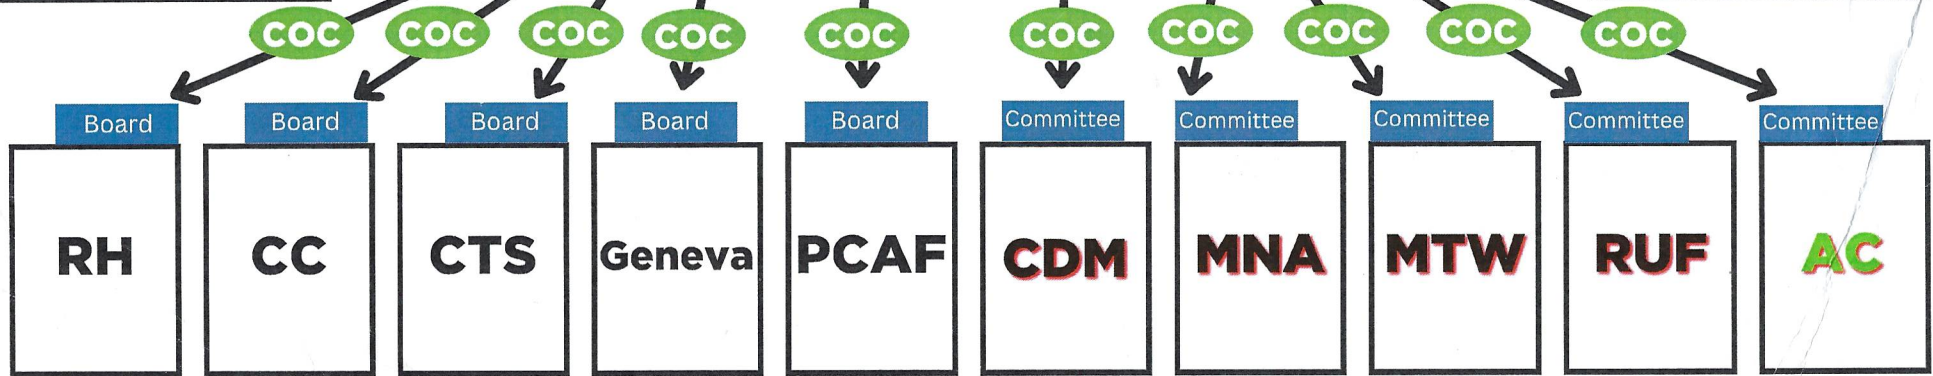 COC COC COC COC COC COC COC COC COC COC
Board Board Board Board Board Committee Committee Committee Committee Committee
RH CC CTS Geneva PCAF CDM MNA MTW RUF AC